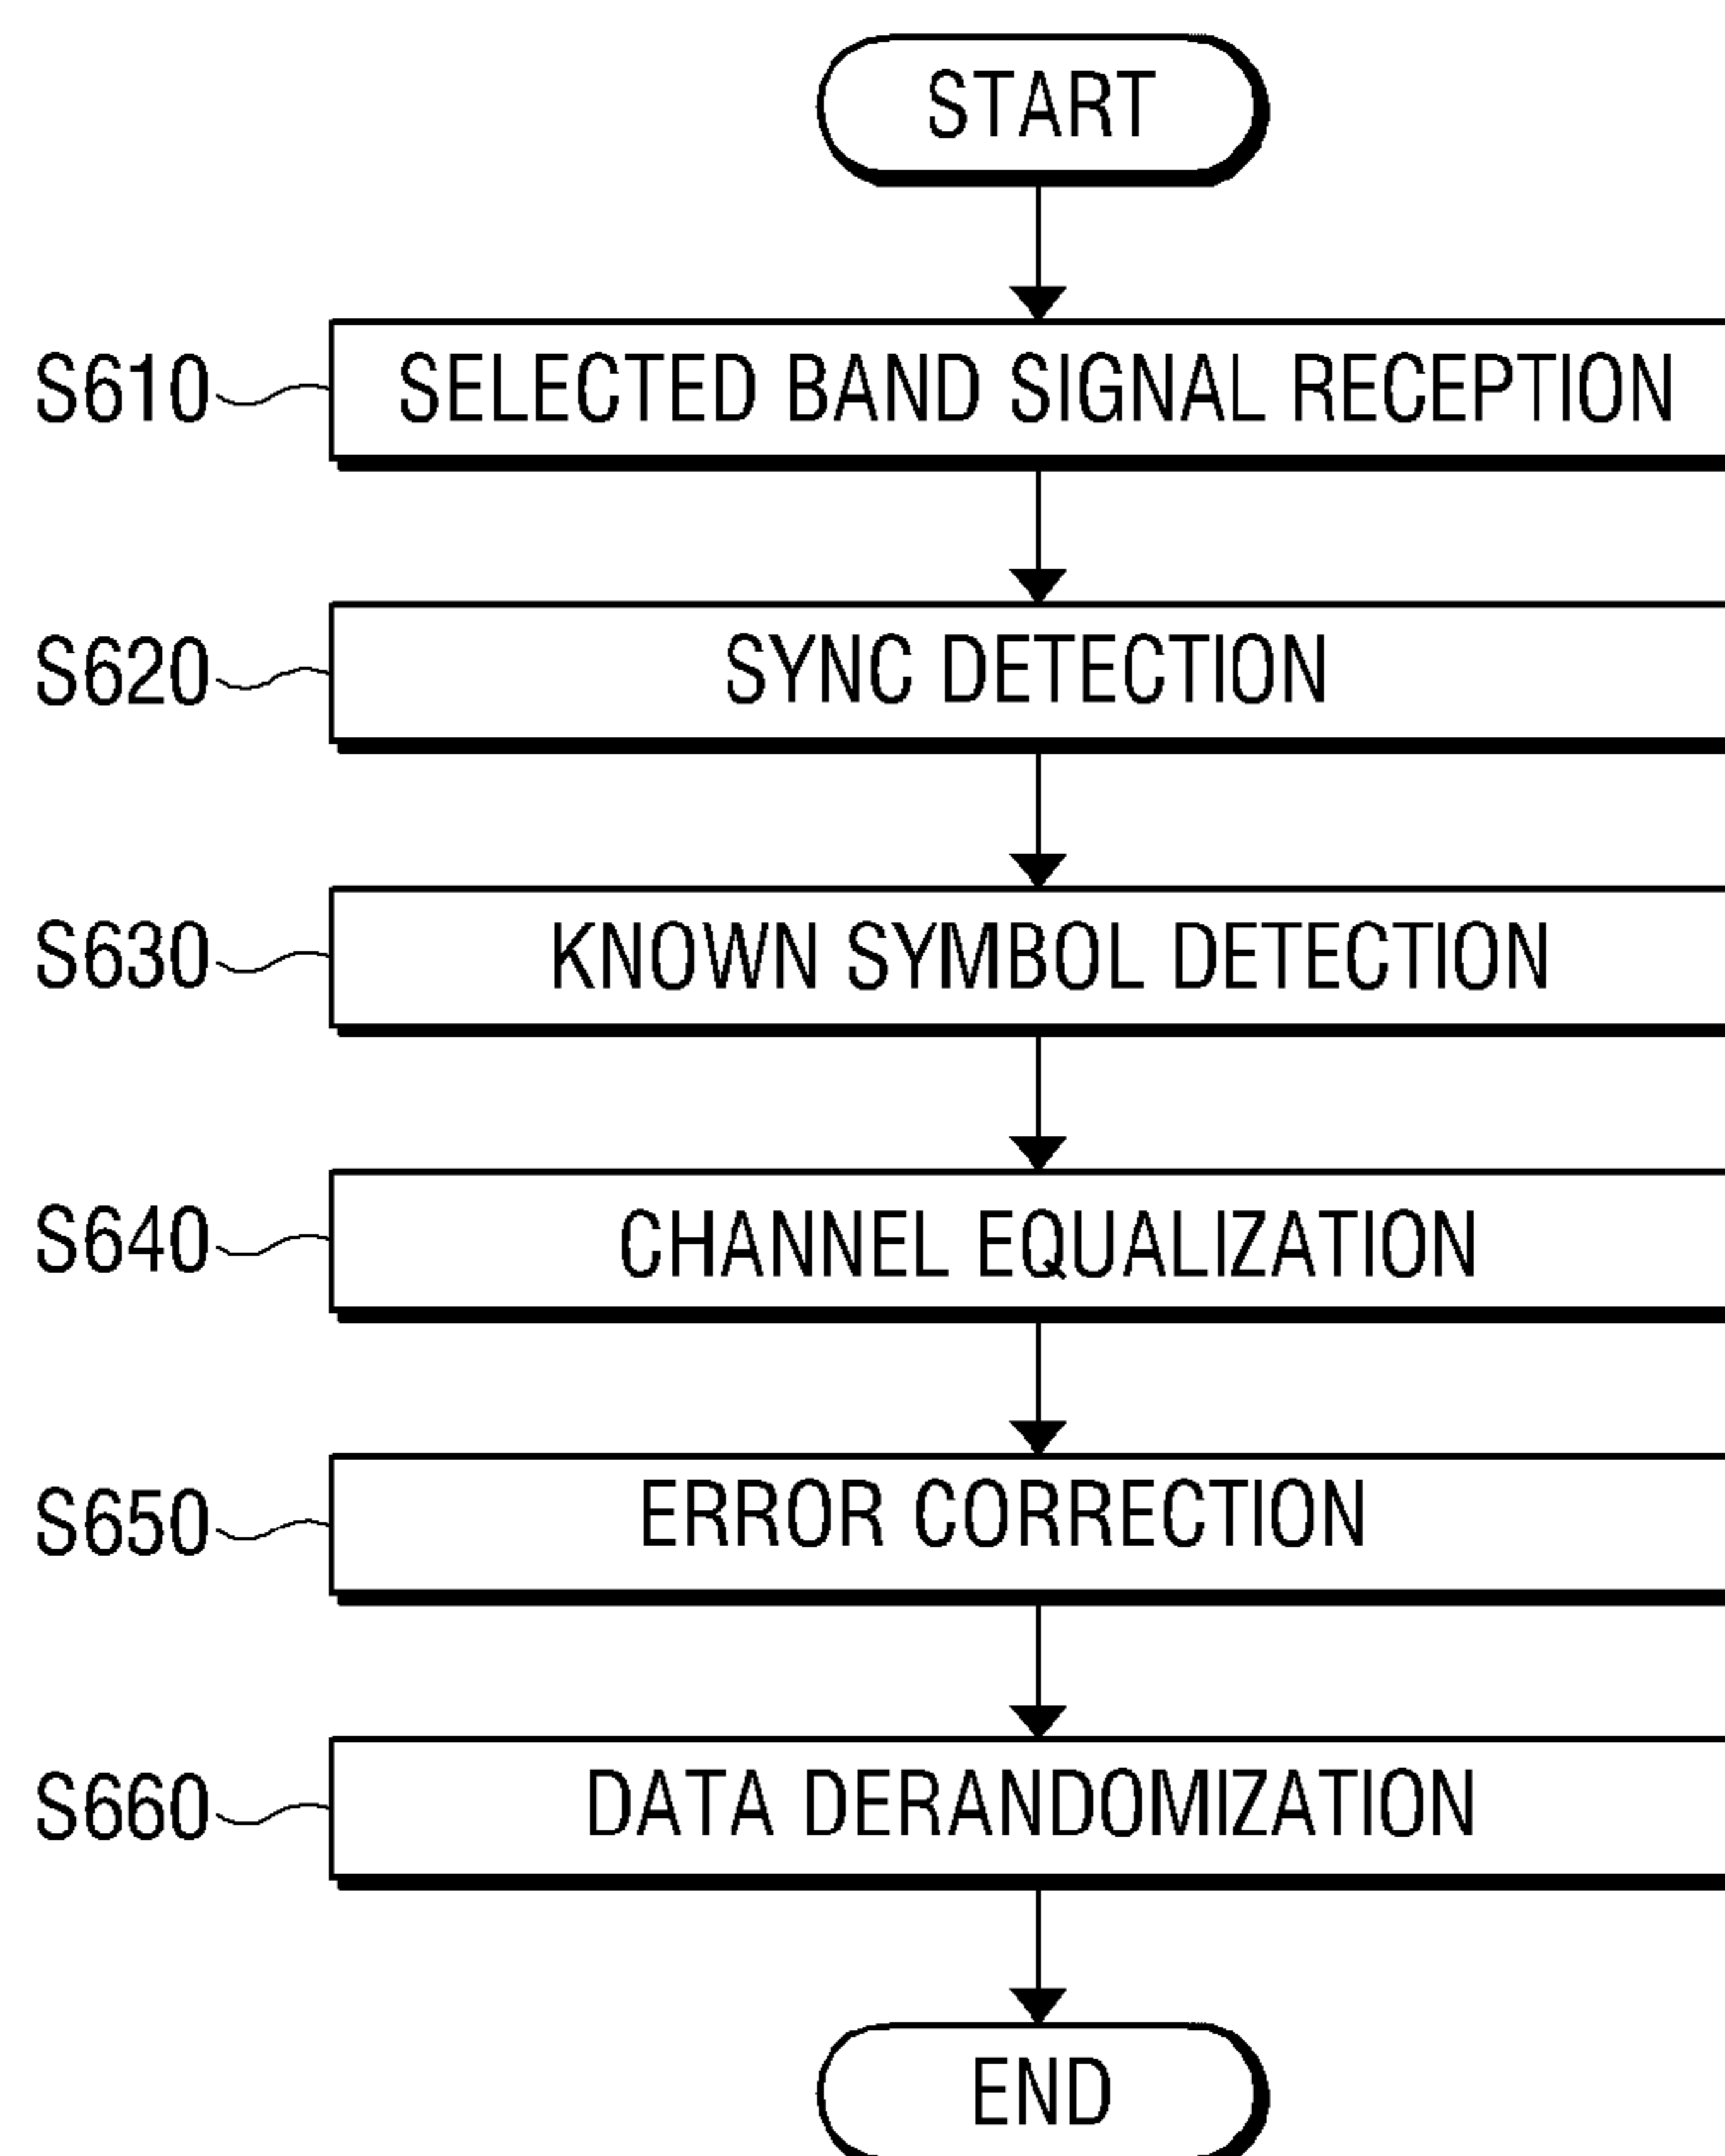 START
S610 SELECTED BAND SIGNAL RECEPTION
S620 SYNC DETECTION
S630 KNOWN SYMBOL DETECTION
S640 CHANNEL EQUALIZATION
S650 ERROR CORRECTION
S660 DATA DERANDOMIZATION
END